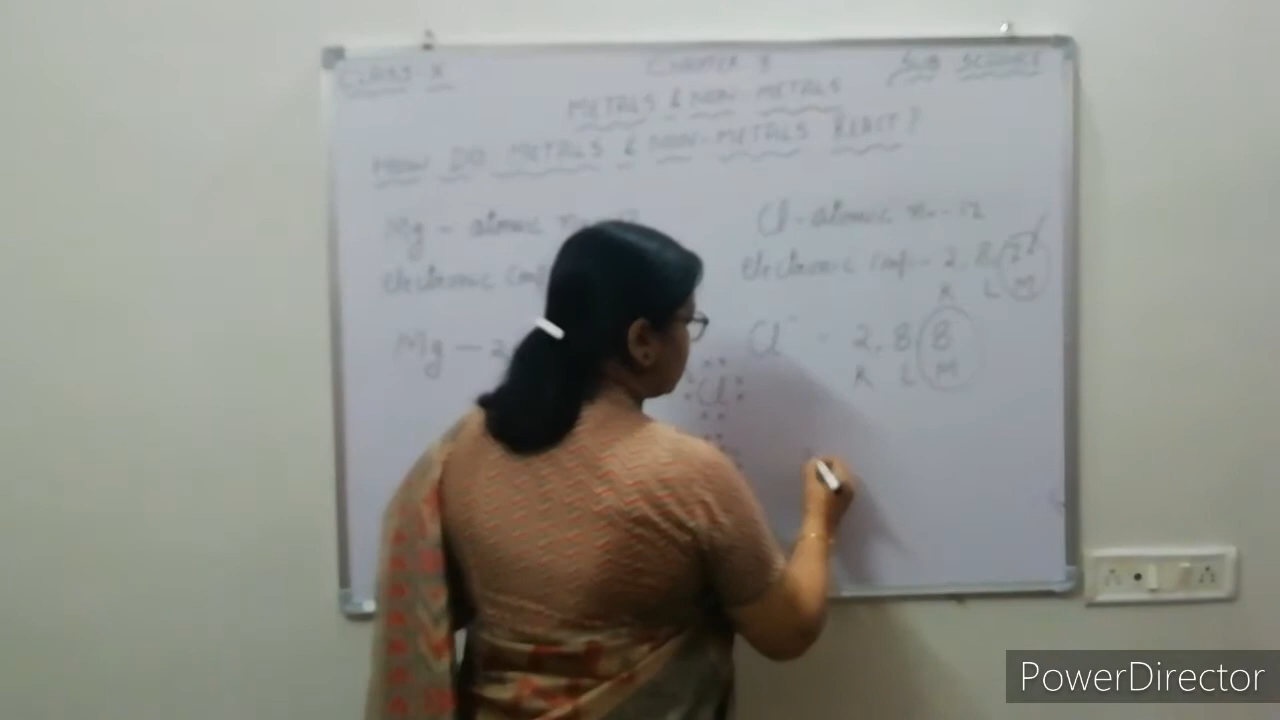 CLASS X
CHAPTER 3
SUB SCIENCE
METALS & NON-METALS
HOW DO METALS & NON-METALS REACT?
Mg - atomic no-
Cl - atomic no - 17
electronic conf
electronic conf - 2, 8, 7
K L M
Mg - 2,
Cl⁻ - 2, 8 8
K L M
Cl
PowerDirector